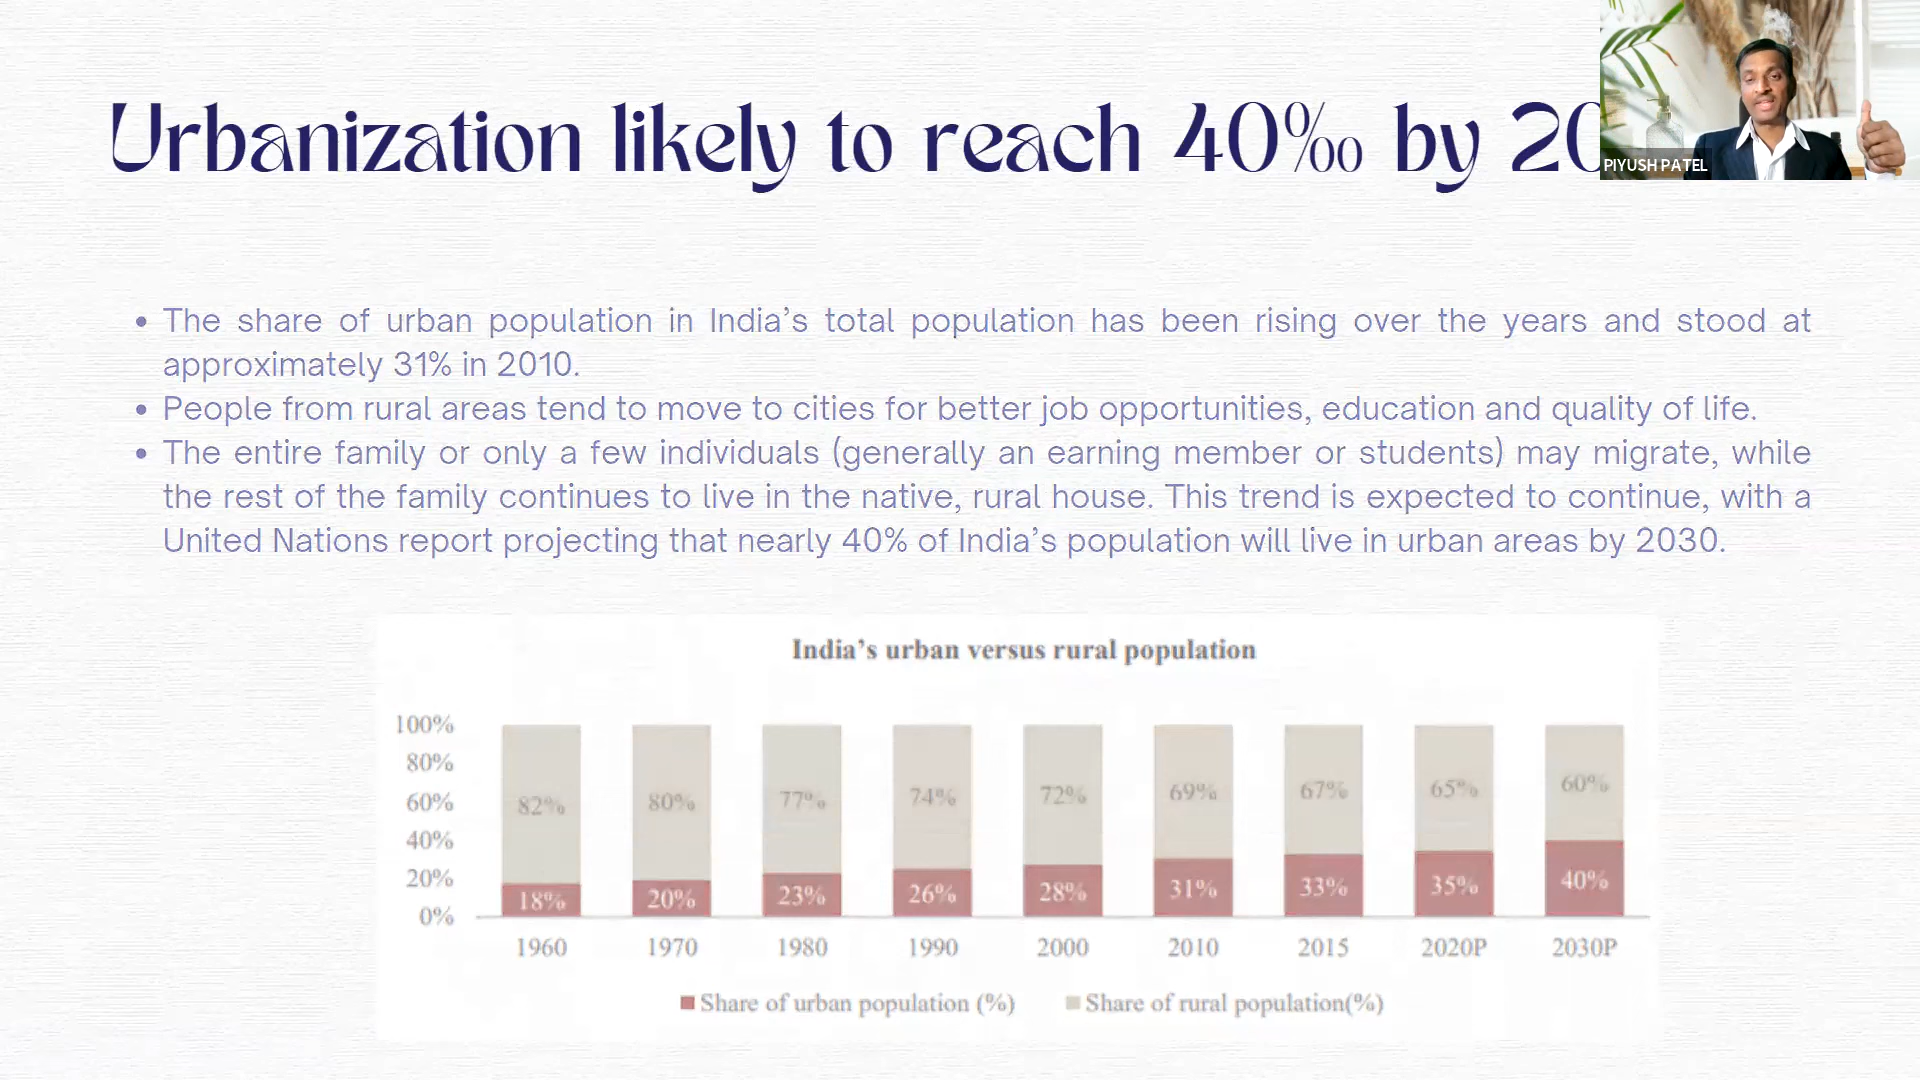 Urbanization likely to reach 40% by 20
PIYUSH PATEL
• The share of urban population in India's total population has been rising over the years and stood at
approximately 31% in 2010.
• People from rural areas tend to move to cities for better job opportunities, education and quality of life.
• The entire family or only a few individuals (generally an earning member or students) may migrate, while
the rest of the family continues to live in the native, rural house. This trend is expected to continue, with a
United Nations report projecting that nearly 40% of India's population will live in urban areas by 2030.
India's urban versus rural population
100%
80%
60%
40%
20%
0%
82% 80% 77% 74% 72% 69% 67% 65% 60%
18% 20% 23% 26% 28% 31% 33% 35% 40%
1960 1970 1980 1990 2000 2010 2015 2020P 2030P
Share of urban population (%) Share of rural population(%)